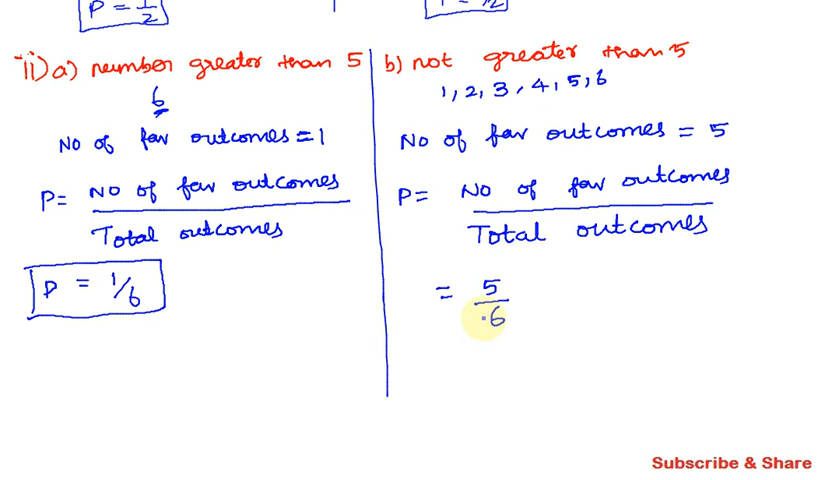 P = 1/2
ii) a) number greater than 5
6
No of fav outcomes = 1
P = No of fav outcomes
Total outcomes
P = 1/6
b) not greater than 5
1, 2, 3, 4, 5, 6
No of fav outcomes = 5
P = No of fav outcomes
Total outcomes
= 5
.6
Subscribe & Share